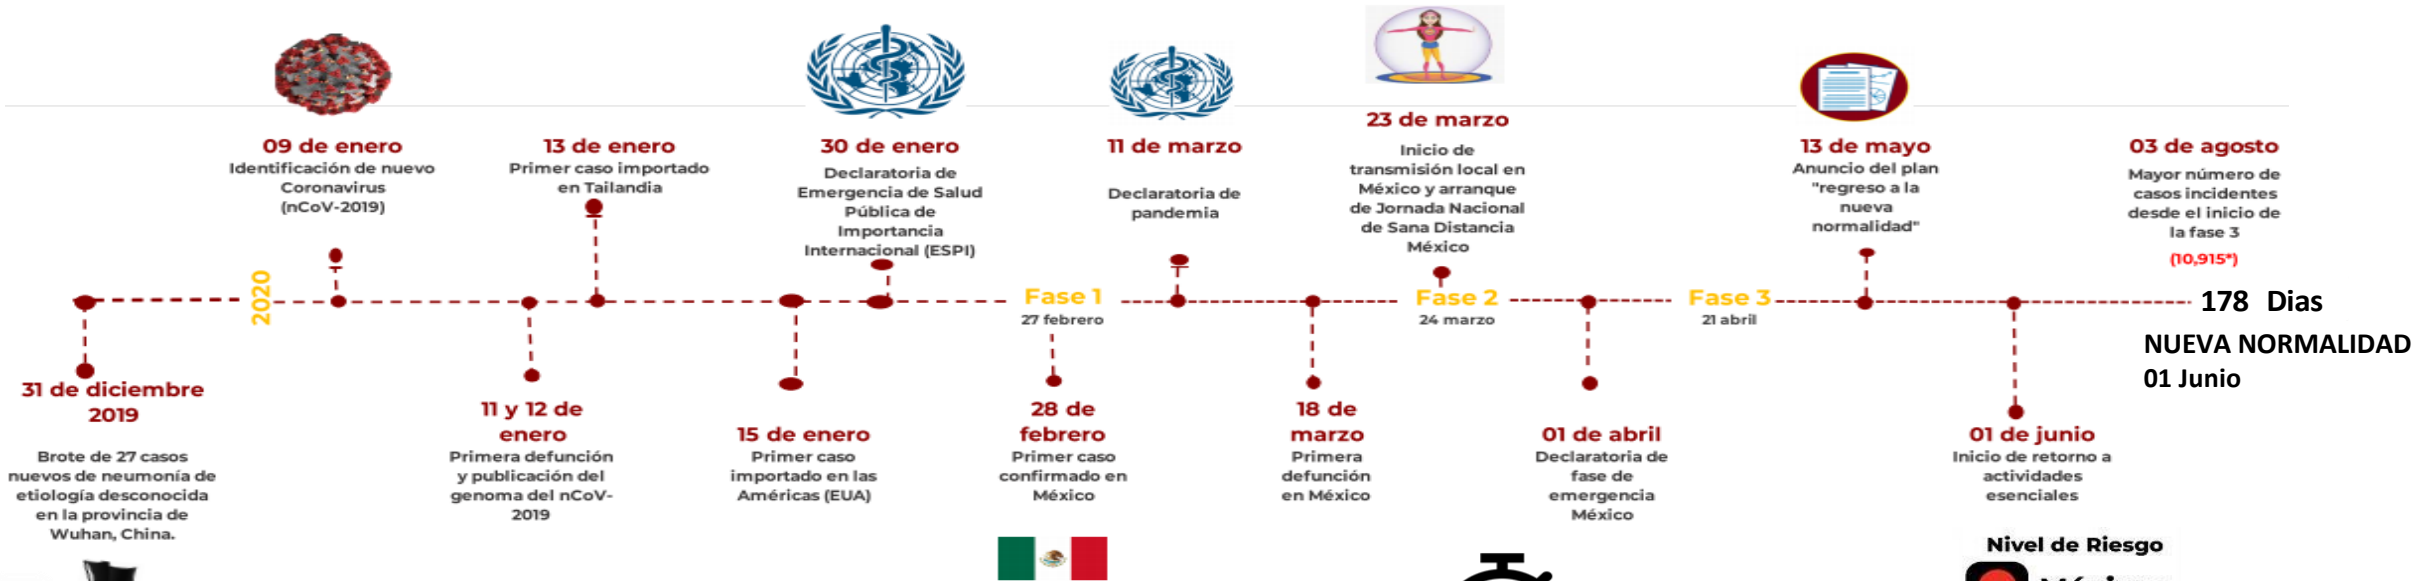 09 de enero
Identificación de nuevo
Coronavirus
(nCoV-2019)
13 de enero
Primer caso importado
en Tailandia
30 de enero
Declaratoria de
Emergencia de Salud
Pública de
Importancia
Internacional (ESPI)
11 de marzo
Declaratoria de
pandemia
23 de marzo
Inicio de
transmisión local en
México y arranque
de Jornada Nacional
de Sana Distancia
México
13 de mayo
Anuncio del plan
"regreso a la
nueva
normalidad"
03 de agosto
Mayor número de
casos incidentes
desde el inicio de
la fase 3
(10,915*)
2020
Fase 1
27 febrero
Fase 2
24 marzo
Fase 3
21 abril
178 Dias
NUEVA NORMALIDAD
01 Junio
31 de diciembre
2019
Brote de 27 casos
nuevos de neumonía de
etiología desconocida
en la provincia de
Wuhan, China.
11 y 12 de
enero
Primera defunción
y publicación del
genoma del nCoV-
2019
15 de enero
Primer caso
importado en las
Américas (EUA)
28 de
febrero
Primer caso
confirmado en
México
18 de
marzo
Primera
defunción
en México
01 de abril
Declaratoria de
fase de
emergencia
México
01 de junio
Inicio de retorno a
actividades
esenciales
Nivel de Riesgo